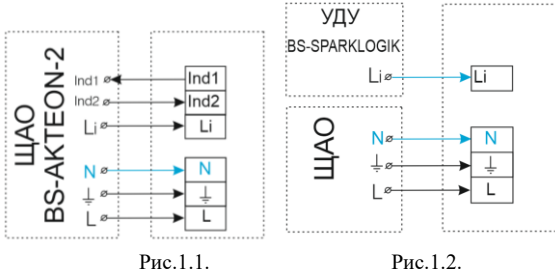 ЩАО
BS-AKTEON-2
Ind1 Ind1
Ind2 Ind2
Li Li
N N
L L
Рис.1.1.
УДУ
BS-SPARKLOGIK
Li Li
ЩАО
N N
L L
Рис.1.2.